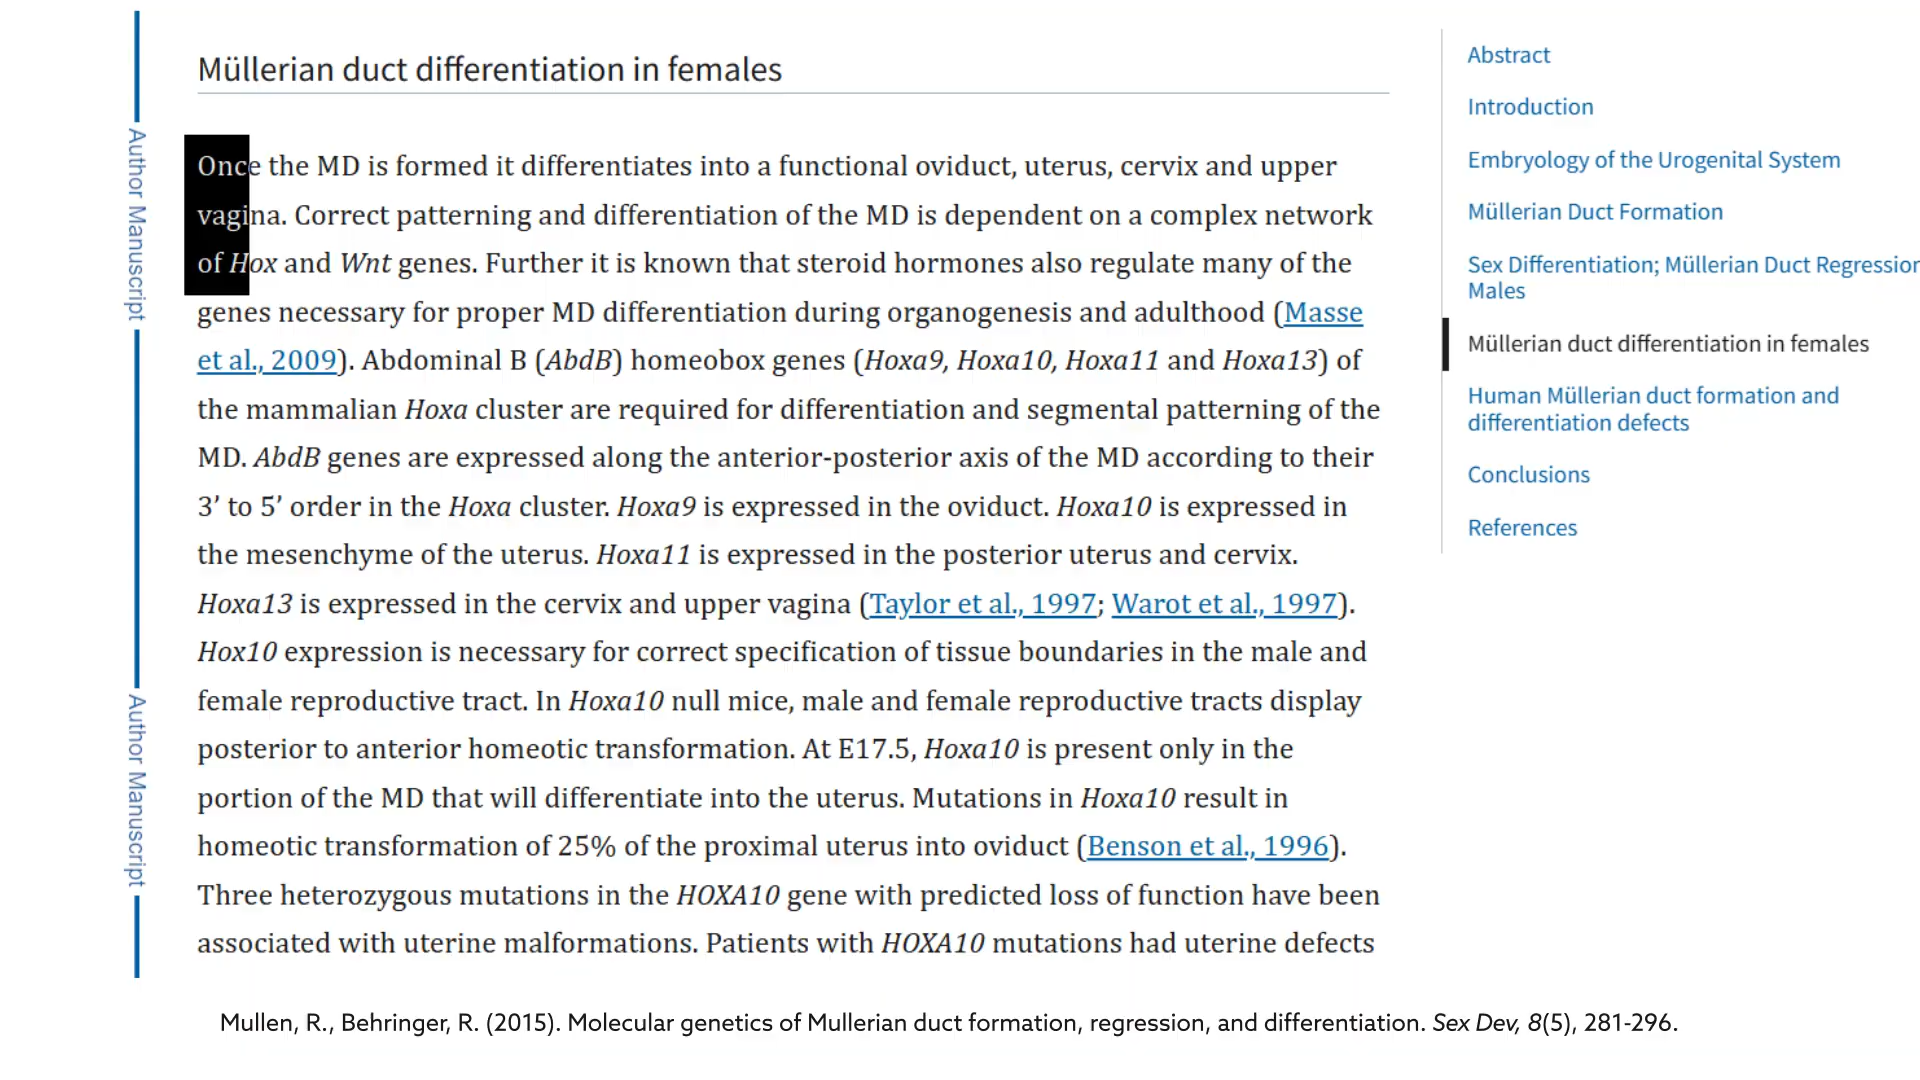 Müllerian duct differentiation in females
Once the MD is formed it differentiates into a functional oviduct, uterus, cervix and upper
vagina. Correct patterning and differentiation of the MD is dependent on a complex network
of Hox and Wnt genes. Further it is known that steroid hormones also regulate many of the
genes necessary for proper MD differentiation during organogenesis and adulthood (Masse
et al., 2009). Abdominal B (AbdB) homeobox genes (Hoxa9, Hoxa10, Hoxa11 and Hoxa13) of
the mammalian Hoxa cluster are required for differentiation and segmental patterning of the
MD. AbdB genes are expressed along the anterior-posterior axis of the MD according to their
3’ to 5’ order in the Hoxa cluster. Hoxa9 is expressed in the oviduct. Hoxa10 is expressed in
the mesenchyme of the uterus. Hoxa11 is expressed in the posterior uterus and cervix.
Hoxa13 is expressed in the cervix and upper vagina (Taylor et al., 1997; Warot et al., 1997).
Hox10 expression is necessary for correct specification of tissue boundaries in the male and
female reproductive tract. In Hoxa10 null mice, male and female reproductive tracts display
posterior to anterior homeotic transformation. At E17.5, Hoxa10 is present only in the
portion of the MD that will differentiate into the uterus. Mutations in Hoxa10 result in
homeotic transformation of 25% of the proximal uterus into oviduct (Benson et al., 1996).
Three heterozygous mutations in the HOXA10 gene with predicted loss of function have been
associated with uterine malformations. Patients with HOXA10 mutations had uterine defects
Author Manuscript
Author Manuscript
Abstract
Introduction
Embryology of the Urogenital System
Müllerian Duct Formation
Sex Differentiation; Müllerian Duct Regression
Males
Müllerian duct differentiation in females
Human Müllerian duct formation and
differentiation defects
Conclusions
References
Mullen, R., Behringer, R. (2015). Molecular genetics of Mullerian duct formation, regression, and differentiation. Sex Dev, 8(5), 281-296.